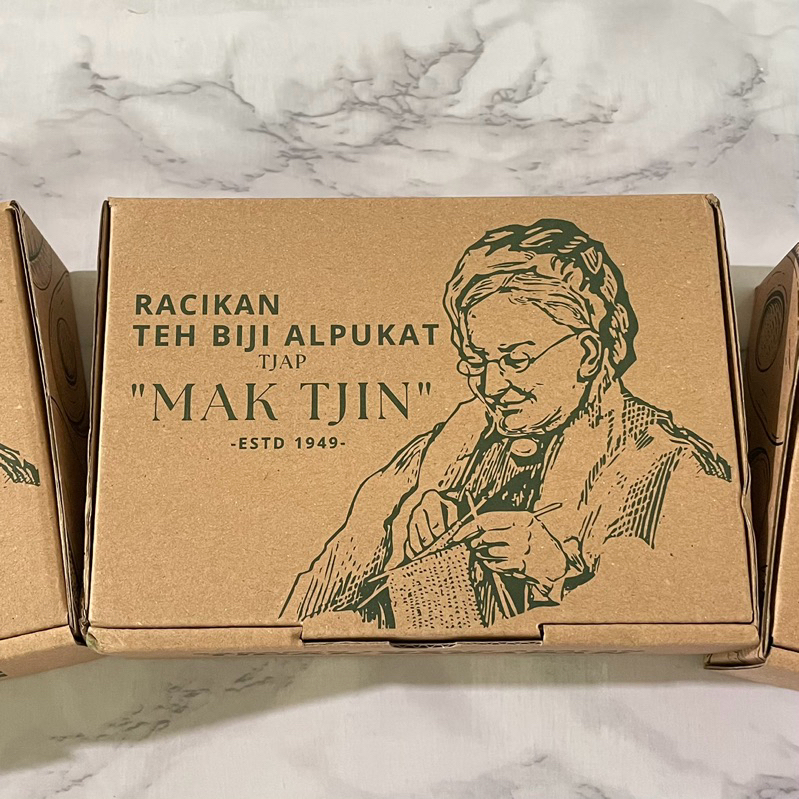 RACIKAN
TEH BIJI ALPUKAT
TJAP
"MAK TJIN"
-ESTD 1949-